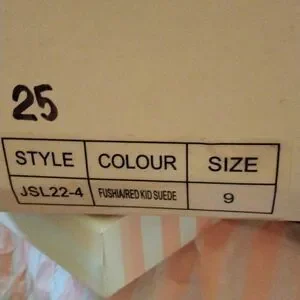 25
STYLE COLOUR SIZE
JSL22-4 FUSHIA/RED KID SUEDE 9